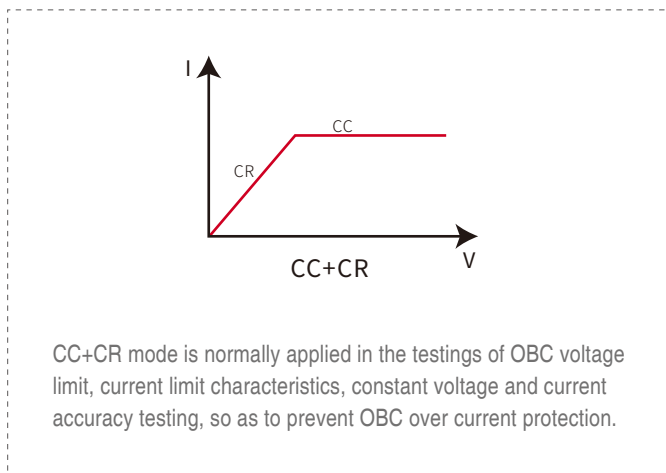 I
CC
CR
V
CC+CR
CC+CR mode is normally applied in the testings of OBC voltage
limit, current limit characteristics, constant voltage and current
accuracy testing, so as to prevent OBC over current protection.